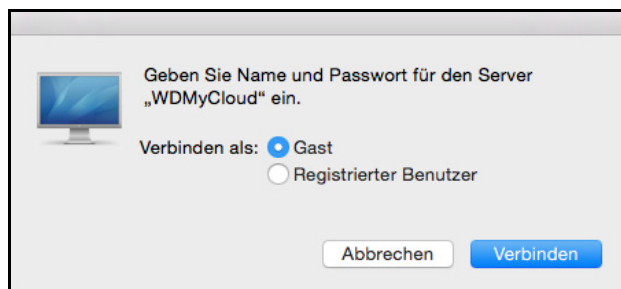 Geben Sie Name und Passwort für den Server
„WDMyCloud“ ein.
Verbinden als: Gast
Registrierter Benutzer
Abbrechen Verbinden